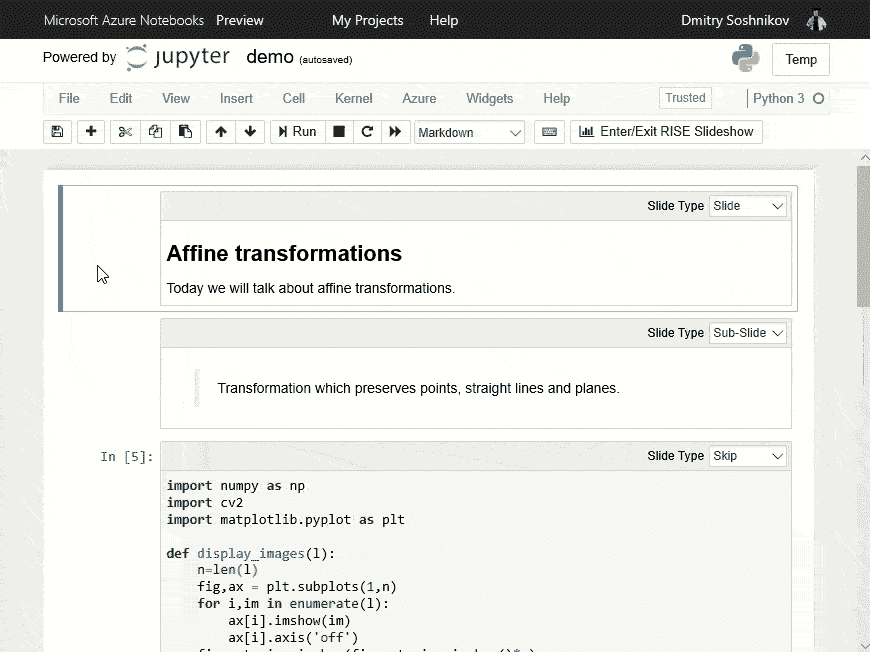 Microsoft Azure Notebooks Preview My Projects Help Dmitry Soshnikov
Powered by jupyter demo (autosaved) Temp
File Edit View Insert Cell Kernel Azure Widgets Help Trusted Python 3
Run Markdown Enter/Exit RISE Slideshow
Slide Type Slide
Affine transformations
Today we will talk about affine transformations.
Slide Type Sub-Slide
Transformation which preserves points, straight lines and planes.
In [5]: Slide Type Skip
import numpy as np
import cv2
import matplotlib.pyplot as plt
def display_images(l):
n=len(l)
fig,ax = plt.subplots(1,n)
for i,im in enumerate(l):
ax[i].imshow(im)
ax[i].axis('off')